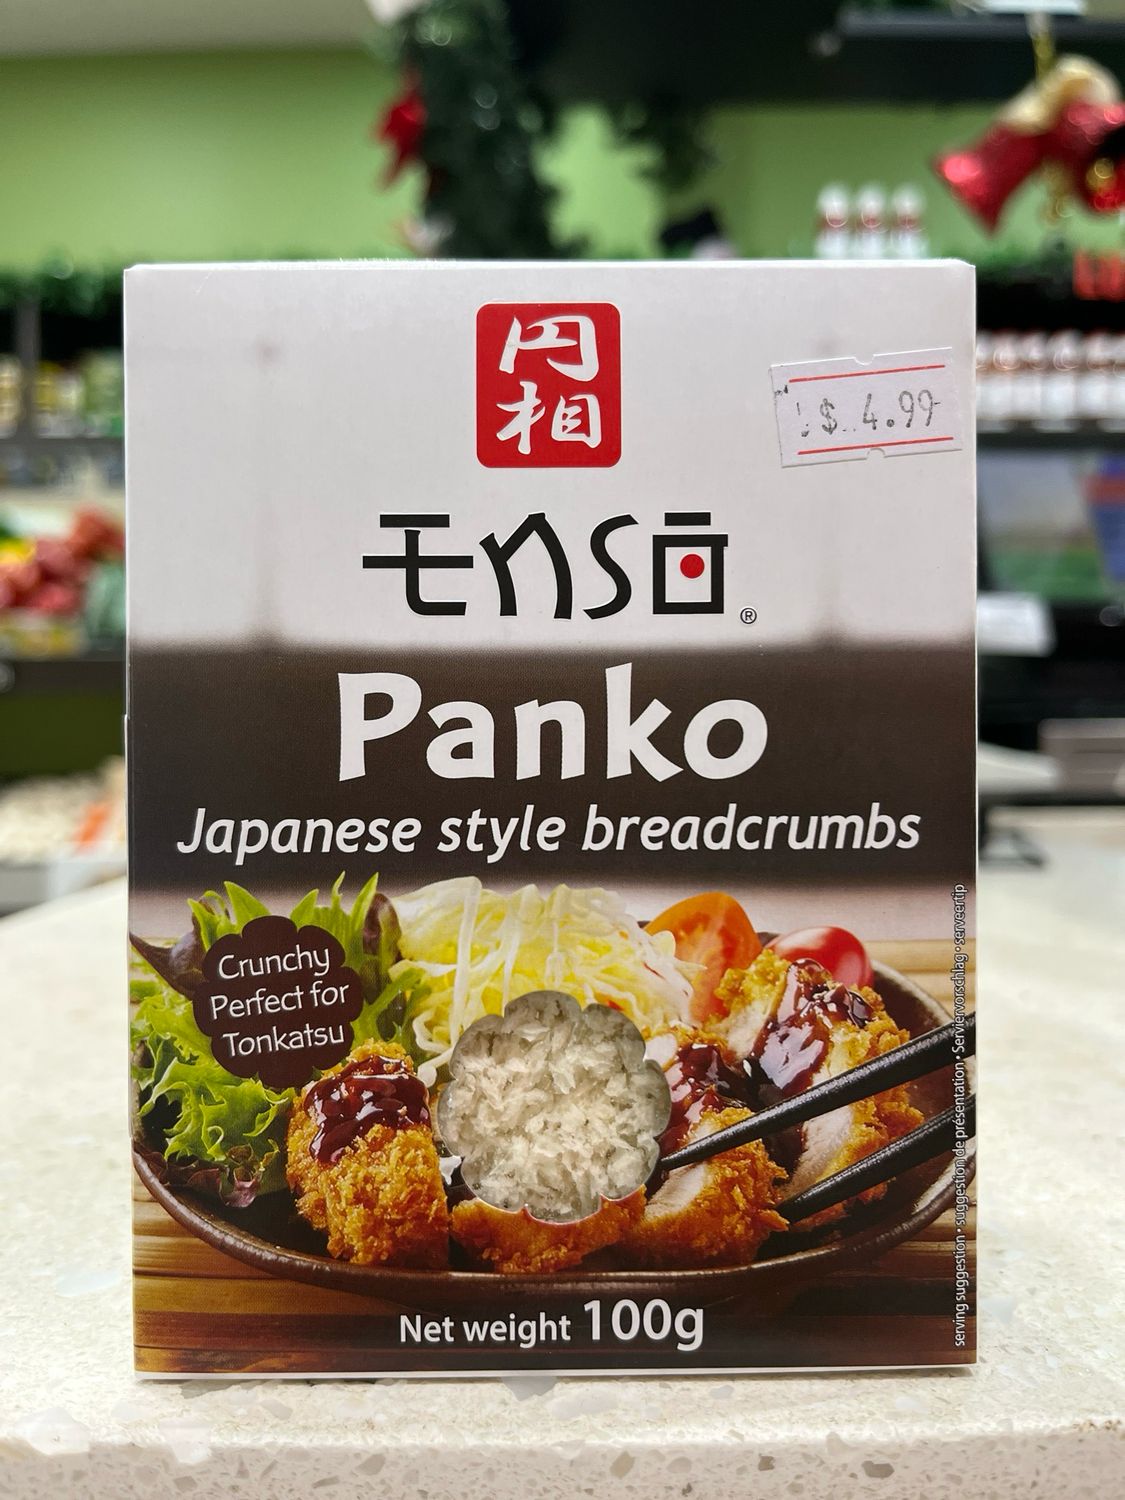 円
相
$ 4.99
Ensō®
Panko
Japanese style breadcrumbs
Crunchy
Perfect for
Tonkatsu
serving suggestion • suggestion de présentation • Serviervorschlag • serveertip
Net weight 100g